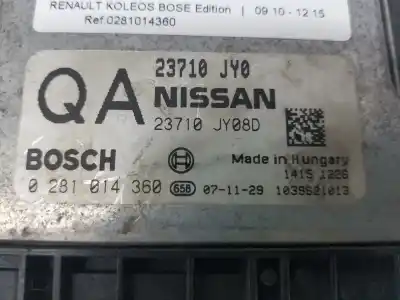 RENAULT KOLEOS BOSE Edition | 09.10 - 12.15
Ref.0281014360
23710 JY0
QA NISSAN
23710 JY08D
BOSCH
Made in Hungary
1415 1226
0 281 014 360 658 07-11-29 1039S21013